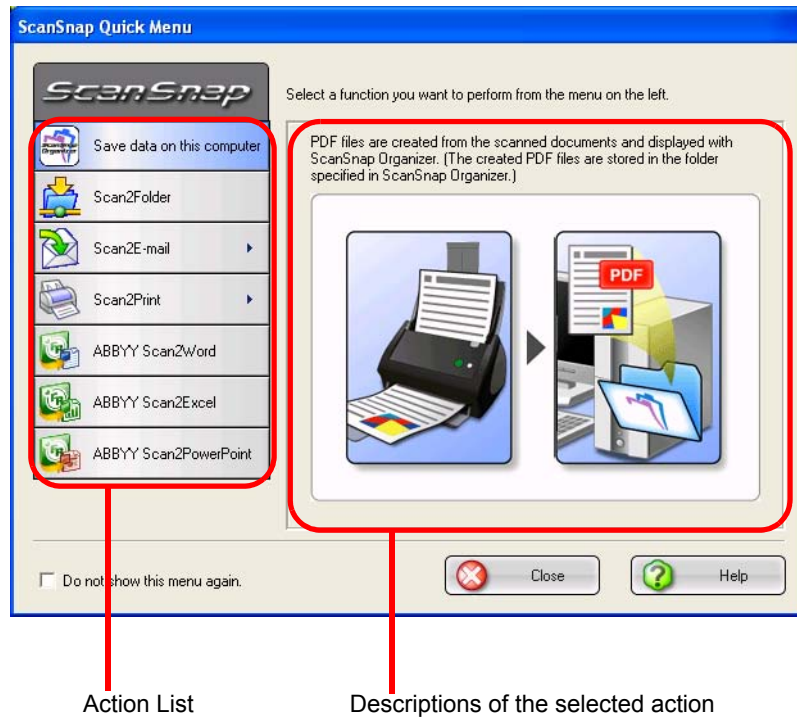 ScanSnap Quick Menu
ScanSnap
Select a function you want to perform from the menu on the left.
ScanSnap
Organizer
Save data on this computer
Scan2Folder
Scan2E-mail
Scan2Print
ABBYY Scan2Word
ABBYY Scan2Excel
ABBYY Scan2PowerPoint
PDF files are created from the scanned documents and displayed with
ScanSnap Organizer. (The created PDF files are stored in the folder
specified in ScanSnap Organizer.)
PDF
Do not show this menu again.
Close
Help
Action List
Descriptions of the selected action